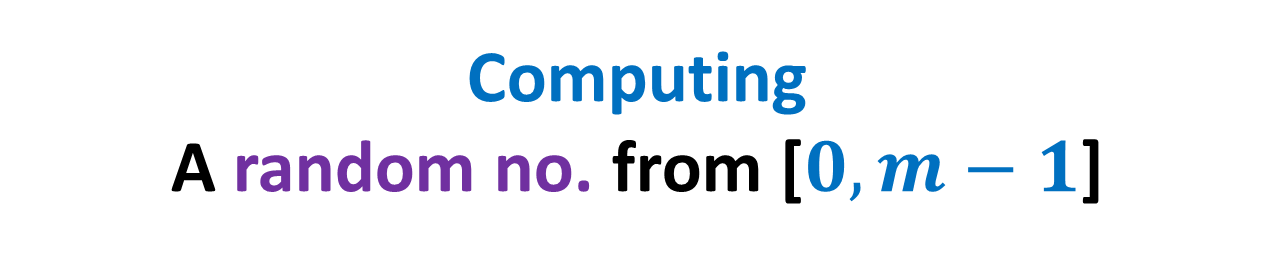 Computing
A random no. from [0, m − 1]